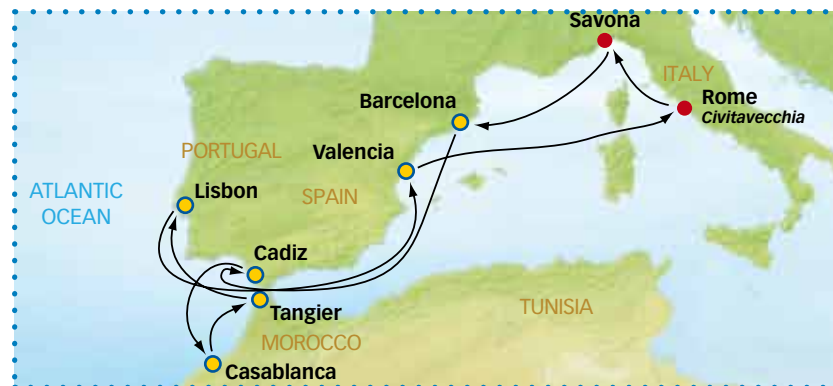 Savona
ITALY
Rome
Civitavecchia
Barcelona
PORTUGAL
Valencia
ATLANTIC
OCEAN
Lisbon
SPAIN
Cadiz
Tangier
TUNISIA
MOROCCO
Casablanca